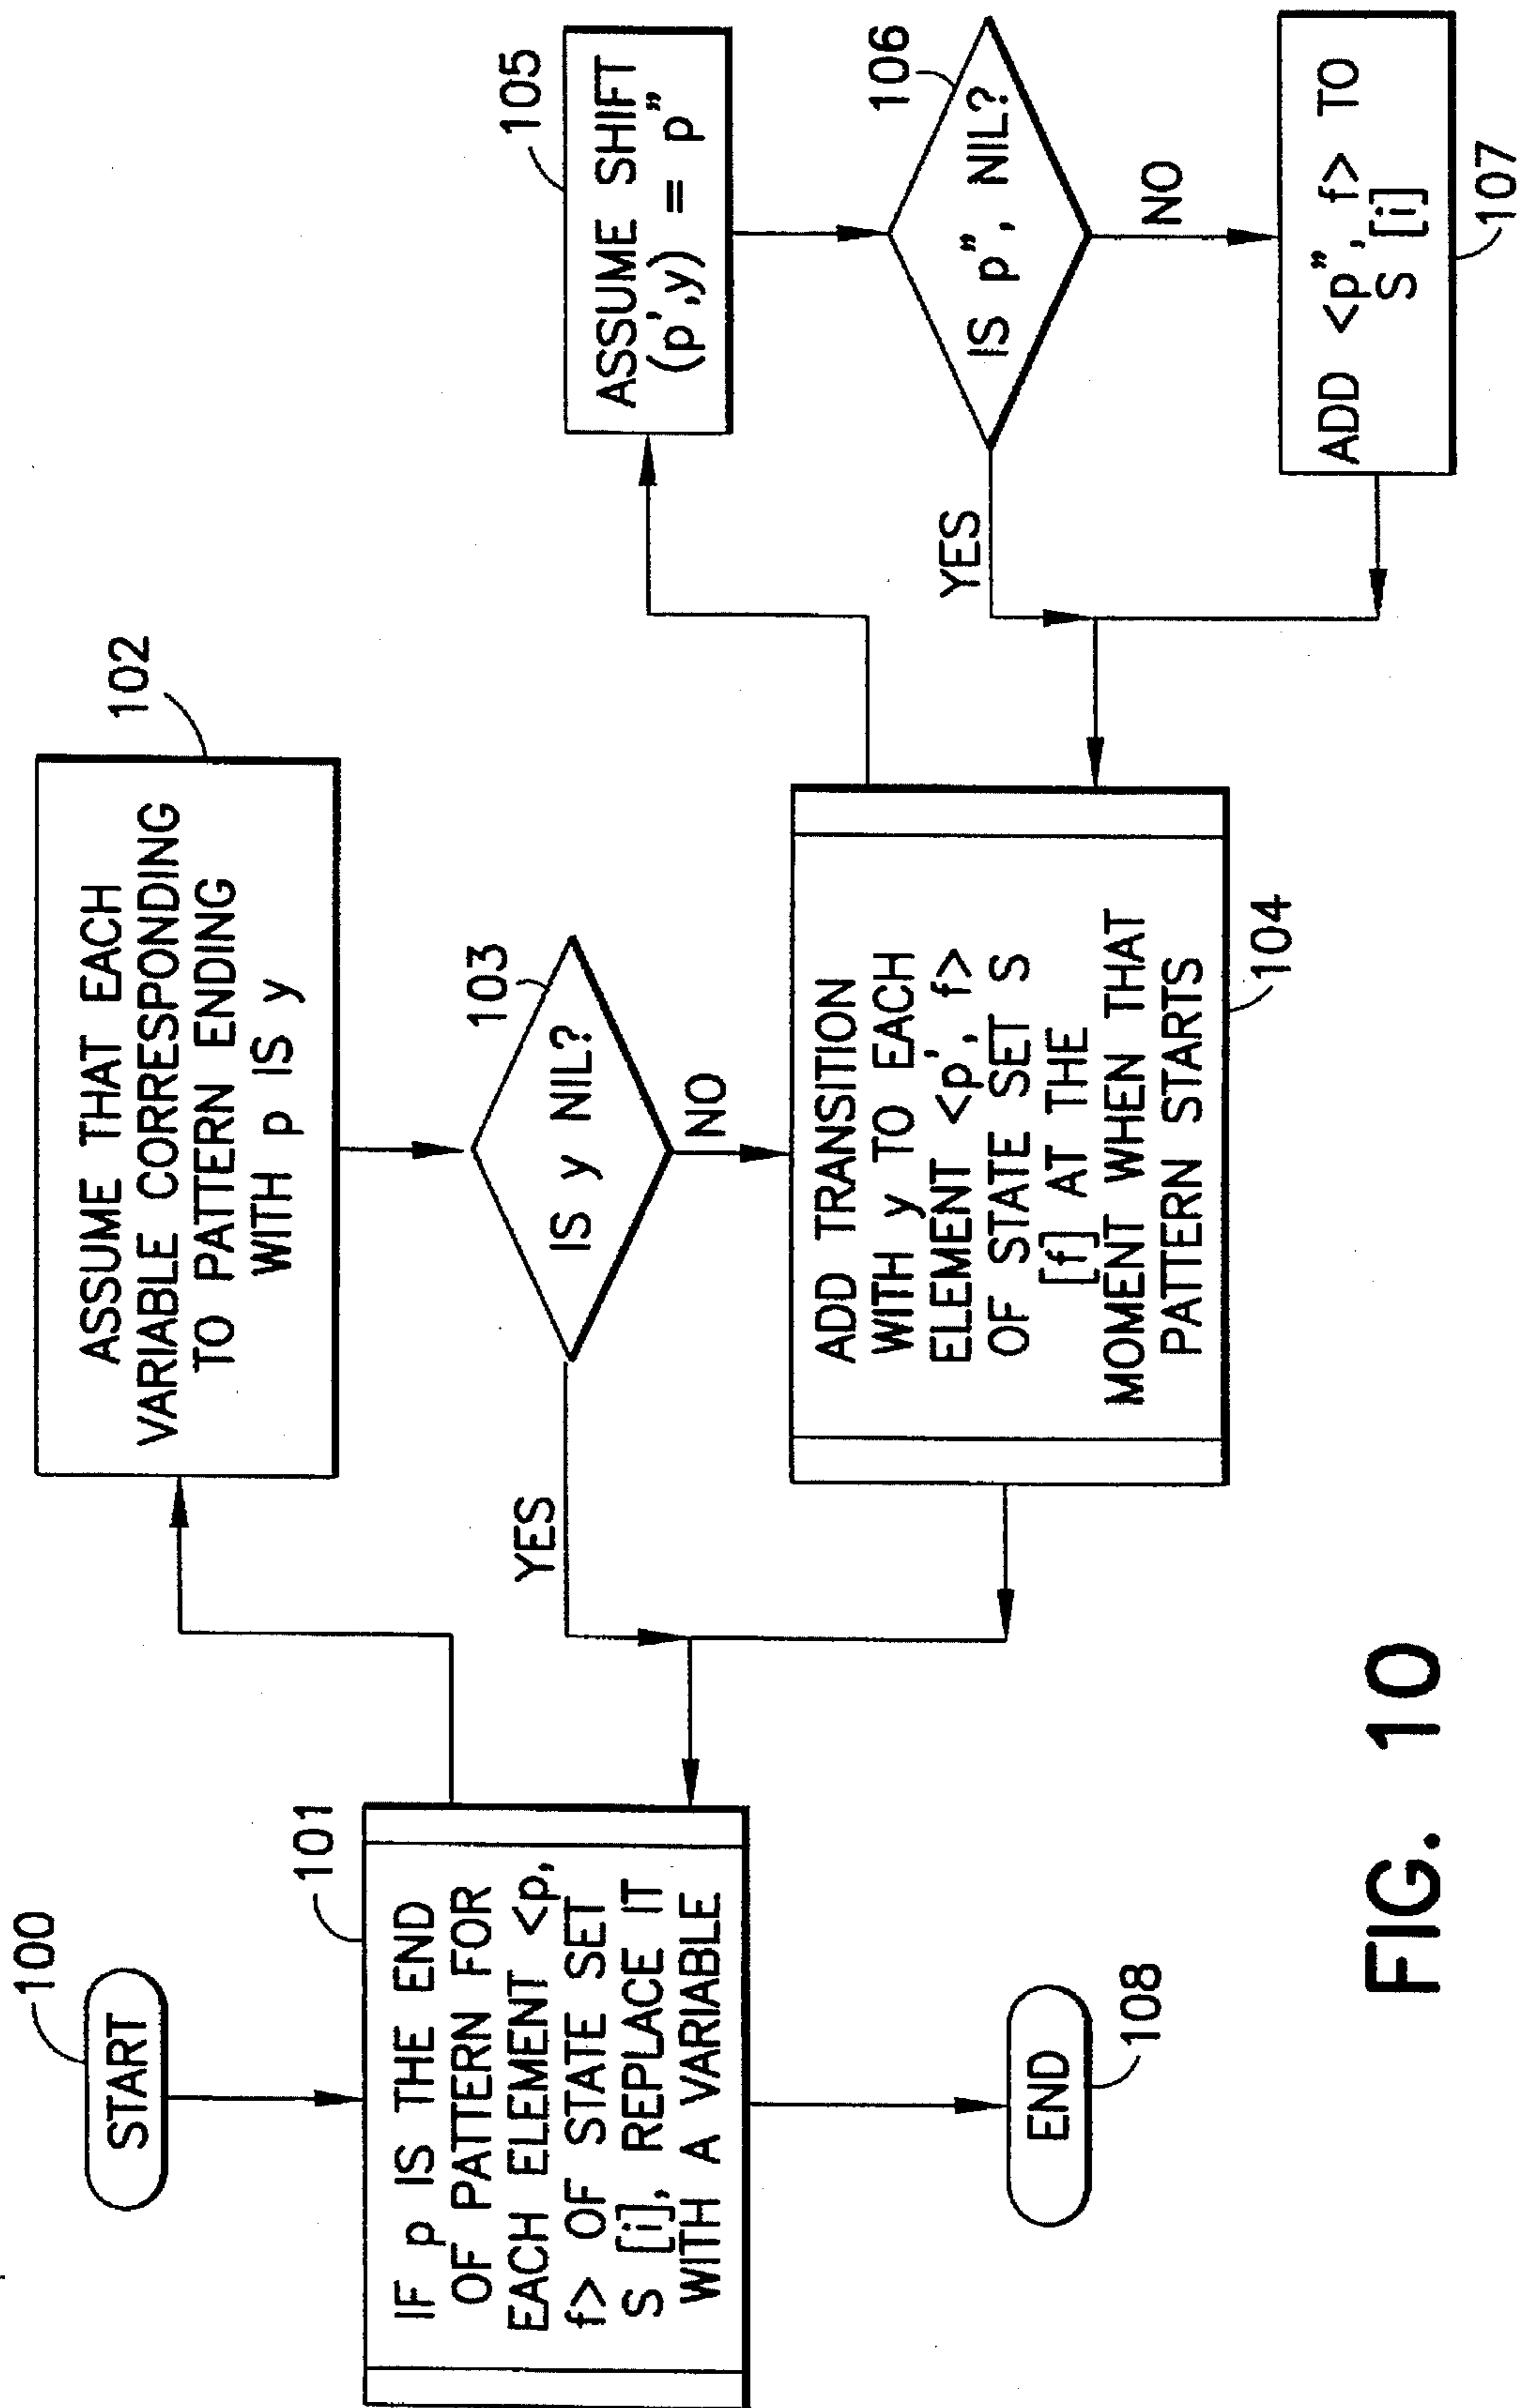 100
START
101
IF p IS THE END
OF PATTERN FOR
EACH ELEMENT <p,
f> OF STATE SET
S [i], REPLACE IT
WITH A VARIABLE
END
108
102
ASSUME THAT EACH
VARIABLE CORRESPONDING
TO PATTERN ENDING
WITH p IS y
103
IS y NIL?
YES
NO
ADD TRANSITION
WITH y TO EACH
ELEMENT <p', f>
OF STATE SET S
[f] AT THE
MOMENT WHEN THAT
PATTERN STARTS
104
105
ASSUME SHIFT
(p',y) = p"
106
IS p", NIL?
YES
NO
ADD <p", f> TO
S [i]
107
FIG. 10